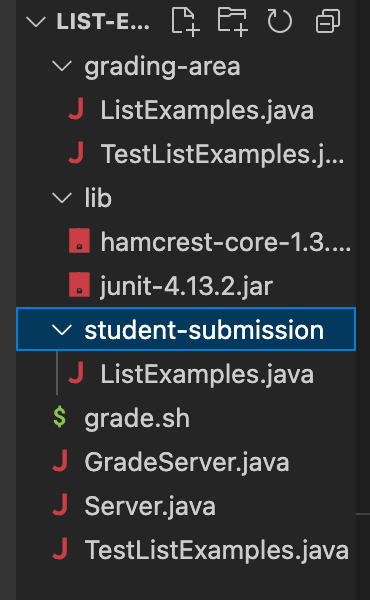 LIST-E...
grading-area
ListExamples.java
TestListExamples.j...
lib
hamcrest-core-1.3....
junit-4.13.2.jar
student-submission
ListExamples.java
$ grade.sh
GradeServer.java
Server.java
TestListExamples.java